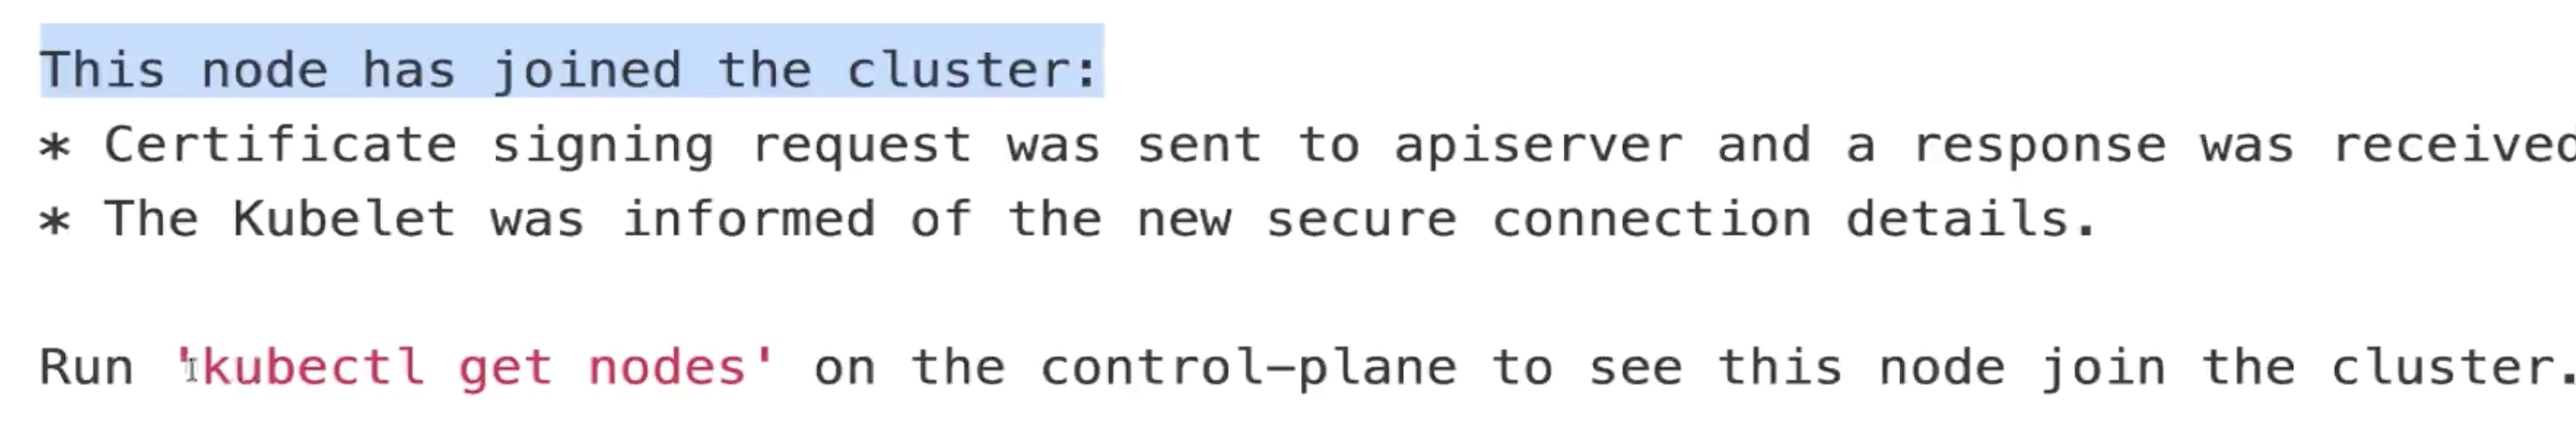 This node has joined the cluster:
* Certificate signing request was sent to apiserver and a response was received
* The Kubelet was informed of the new secure connection details.
Run 'kubectl get nodes' on the control-plane to see this node join the cluster.